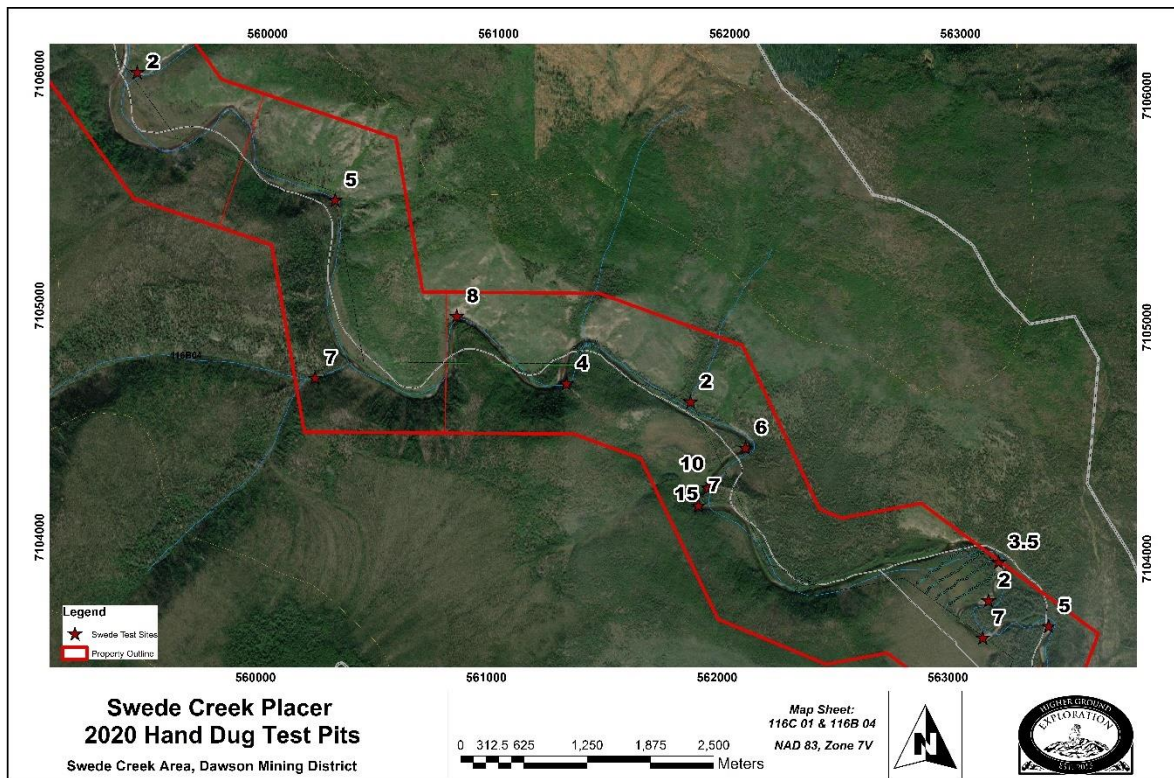 560000 561000 562000 563000
7106000 7106000
2
5
7105000 7105000
8
116B04
7
4
2
6
10
7
15
7104000 7104000
3.5
2
5
7
Legend
Swede Test Sites
Property Outline
560000 561000 562000 563000
Swede Creek Placer
2020 Hand Dug Test Pits
Swede Creek Area, Dawson Mining District
0 312.5 625 1,250 1,875 2,500
Meters
Map Sheet:
116C 01 & 116B 04
NAD 83, Zone 7V
N
HIGHER GROUND
EXPLORATION